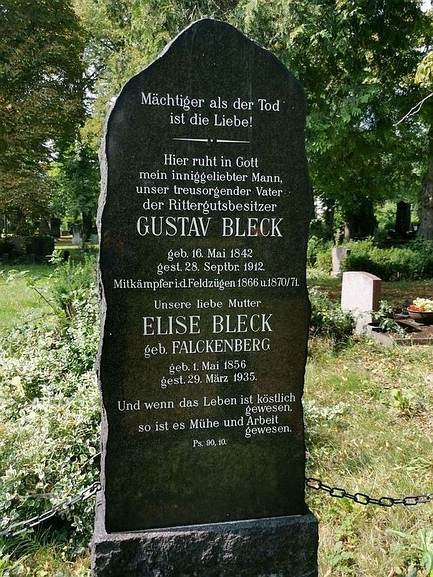 Mächtiger als der Tod
ist die Liebe!
Hier ruht in Gott
mein inniggeliebter Mann,
unser treusorgender Vater
der Rittergutsbesitzer
GUSTAV BLECK
geb. 16. Mai 1842
gest. 28. Septbr. 1912.
Mitkämpfer i.d. Feldzügen 1866 u. 1870/71.
Unsere liebe Mutter
ELISE BLECK
geb. FALCKENBERG
geb. 1. Mai 1856
gest. 29. März 1935.
Und wenn das Leben ist köstlich
gewesen,
so ist es Mühe und Arbeit
gewesen.
Ps. 90, 10.